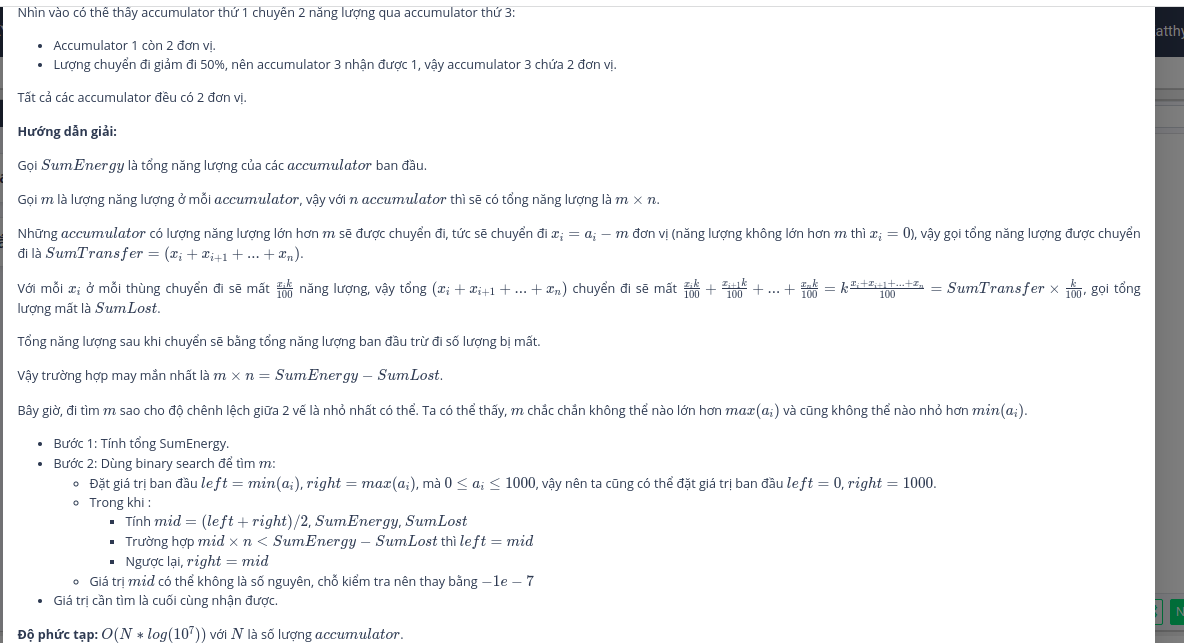 Nhìn vào có thể thấy accumulator thứ 1 chuyển 2 năng lượng qua accumulator thứ 3:
• Accumulator 1 còn 2 đơn vị.
• Lượng chuyển đi giảm đi 50%, nên accumulator 3 nhận được 1, vậy accumulator 3 chứa 2 đơn vị.
Tất cả các accumulator đều có 2 đơn vị.
Hướng dẫn giải:
Gọi SumEnergy là tổng năng lượng của các accumulator ban đầu.
Gọi m là lượng năng lượng ở mỗi accumulator, vậy với n accumulator thì sẽ có tổng năng lượng là m × n.
Những accumulator có lượng năng lượng lớn hơn m sẽ được chuyển đi, tức sẽ chuyển đi x_i = a_i − m đơn vị (năng lượng không lớn hơn m thì x_i = 0), vậy gọi tổng năng lượng được chuyển
đi là SumTransfer = (x_i + x_{i+1} + ... + x_n).
Với mỗi x_i ở mỗi thùng chuyển đi sẽ mất \frac{x_i k}{100} năng lượng, vậy tổng (x_i + x_{i+1} + ... + x_n) chuyển đi sẽ mất \frac{x_i k}{100} + \frac{x_{i+1} k}{100} + ... + \frac{x_n k}{100} = k\frac{x_i+x_{i+1}+...+x_n}{100} = SumTransfer × \frac{k}{100}, gọi tổng
lượng mất là SumLost.
Tổng năng lượng sau khi chuyển sẽ bằng tổng năng lượng ban đầu trừ đi số lượng bị mất.
Vậy trường hợp may mắn nhất là m × n = SumEnergy − SumLost.
Bây giờ, đi tìm m sao cho độ chênh lệch giữa 2 vế là nhỏ nhất có thể. Ta có thể thấy, m chắc chắn không thể nào lớn hơn max(a_i) và cũng không thể nào nhỏ hơn min(a_i).
• Bước 1: Tính tổng SumEnergy.
• Bước 2: Dùng binary search để tìm m:
◦ Đặt giá trị ban đầu left = min(a_i), right = max(a_i), mà 0 ≤ a_i ≤ 1000, vậy nên ta cũng có thể đặt giá trị ban đầu left = 0, right = 1000.
◦ Trong khi :
▪ Tính mid = (left + right)/2, SumEnergy, SumLost
▪ Trường hợp mid × n < SumEnergy − SumLost thì left = mid
▪ Ngược lại, right = mid
◦ Giá trị mid có thể không là số nguyên, chỗ kiểm tra nên thay bằng −1e − 7
• Giá trị cần tìm là cuối cùng nhận được.
Độ phức tạp: O(N ∗ log(10^7)) với N là số lượng accumulator.